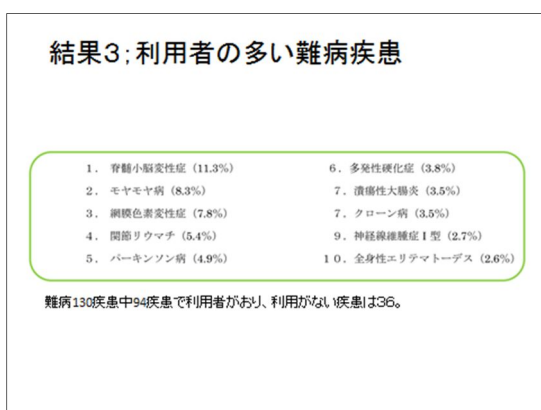 結果3;利用者の多い難病疾患
1. 脊髄小脳変性症（11.3%）
2. モヤモヤ病（8.3%）
3. 網膜色素変性症（7.8%）
4. 関節リウマチ（5.4%）
5. パーキンソン病（4.9%）
6. 多発性硬化症（3.8%）
7. 潰瘍性大腸炎（3.5%）
7. クローン病（3.5%）
9. 神経線維腫症Ⅰ型（2.7%）
10. 全身性エリテマトーデス（2.6%）
難病130疾患中94疾患で利用者がおり、利用がない疾患は36。